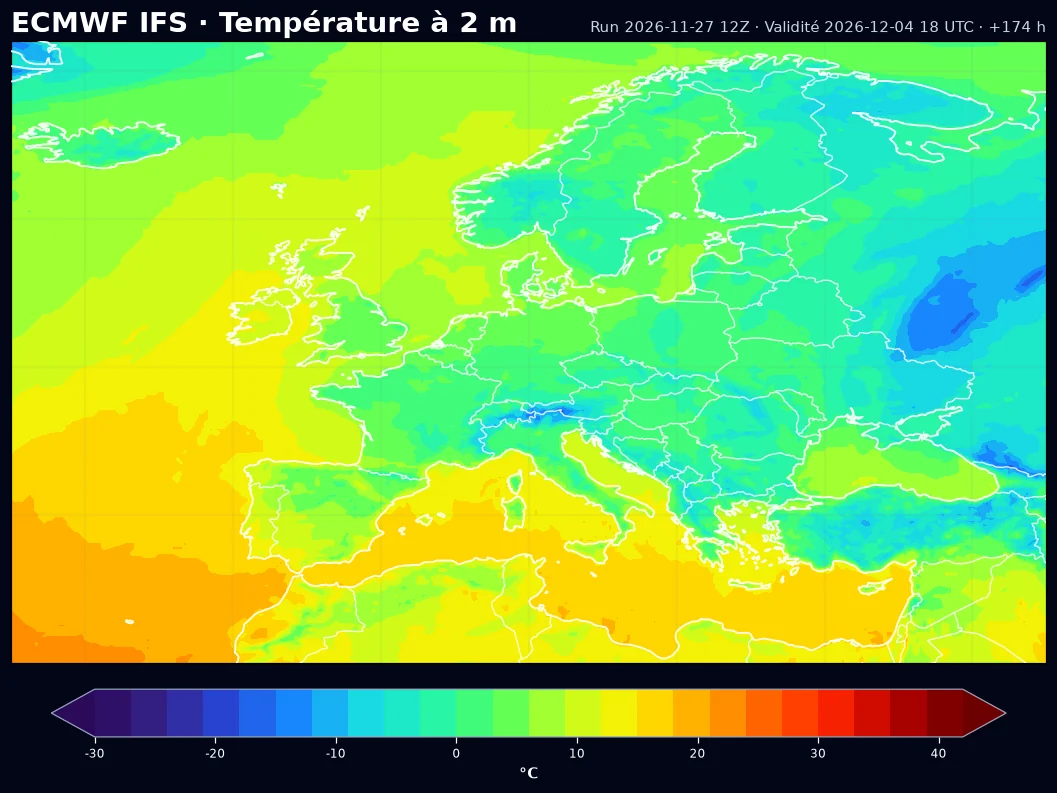 ECMWF IFS · Température à 2 m
Run 2026-11-27 12Z · Validité 2026-12-04 18 UTC · +174 h
-30 -20 -10 0 10 20 30 40
°C